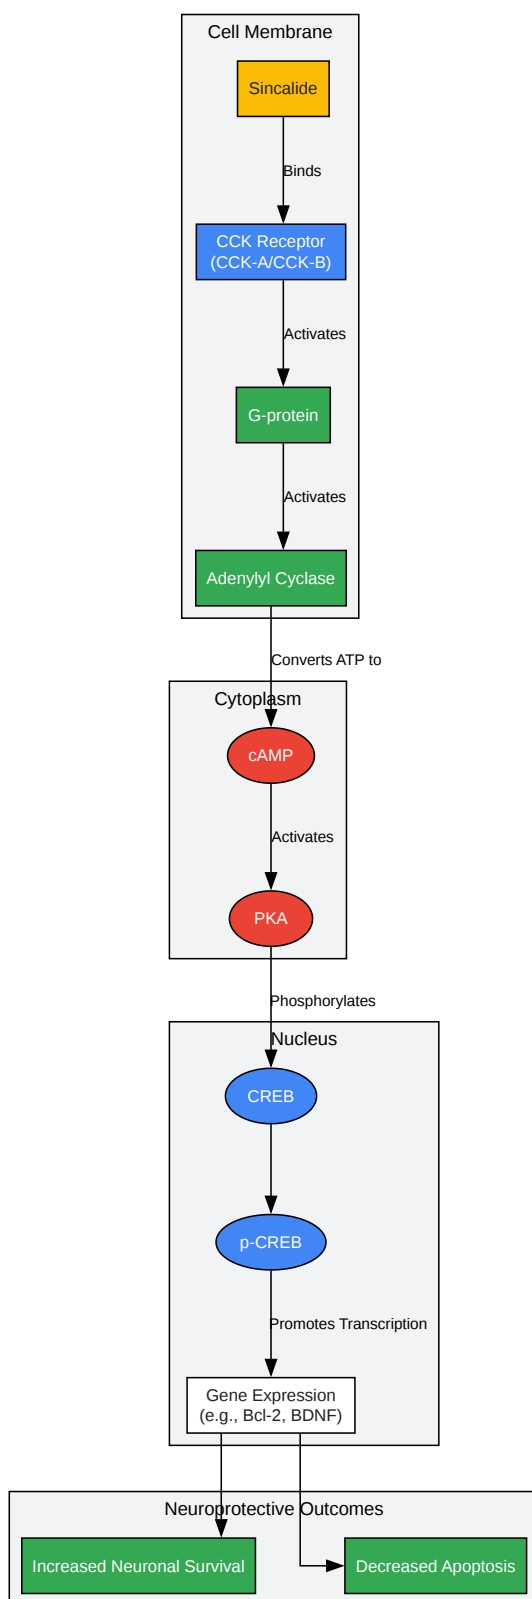 Cell Membrane
Sincalide
Binds
CCK Receptor
(CCK-A/CCK-B)
Activates
G-protein
Activates
Adenylyl Cyclase
Converts ATP to
Cytoplasm
cAMP
Activates
PKA
Phosphorylates
Nucleus
CREB
p-CREB
Promotes Transcription
Gene Expression
(e.g., Bcl-2, BDNF)
Neuroprotective Outcomes
Increased Neuronal Survival
Decreased Apoptosis